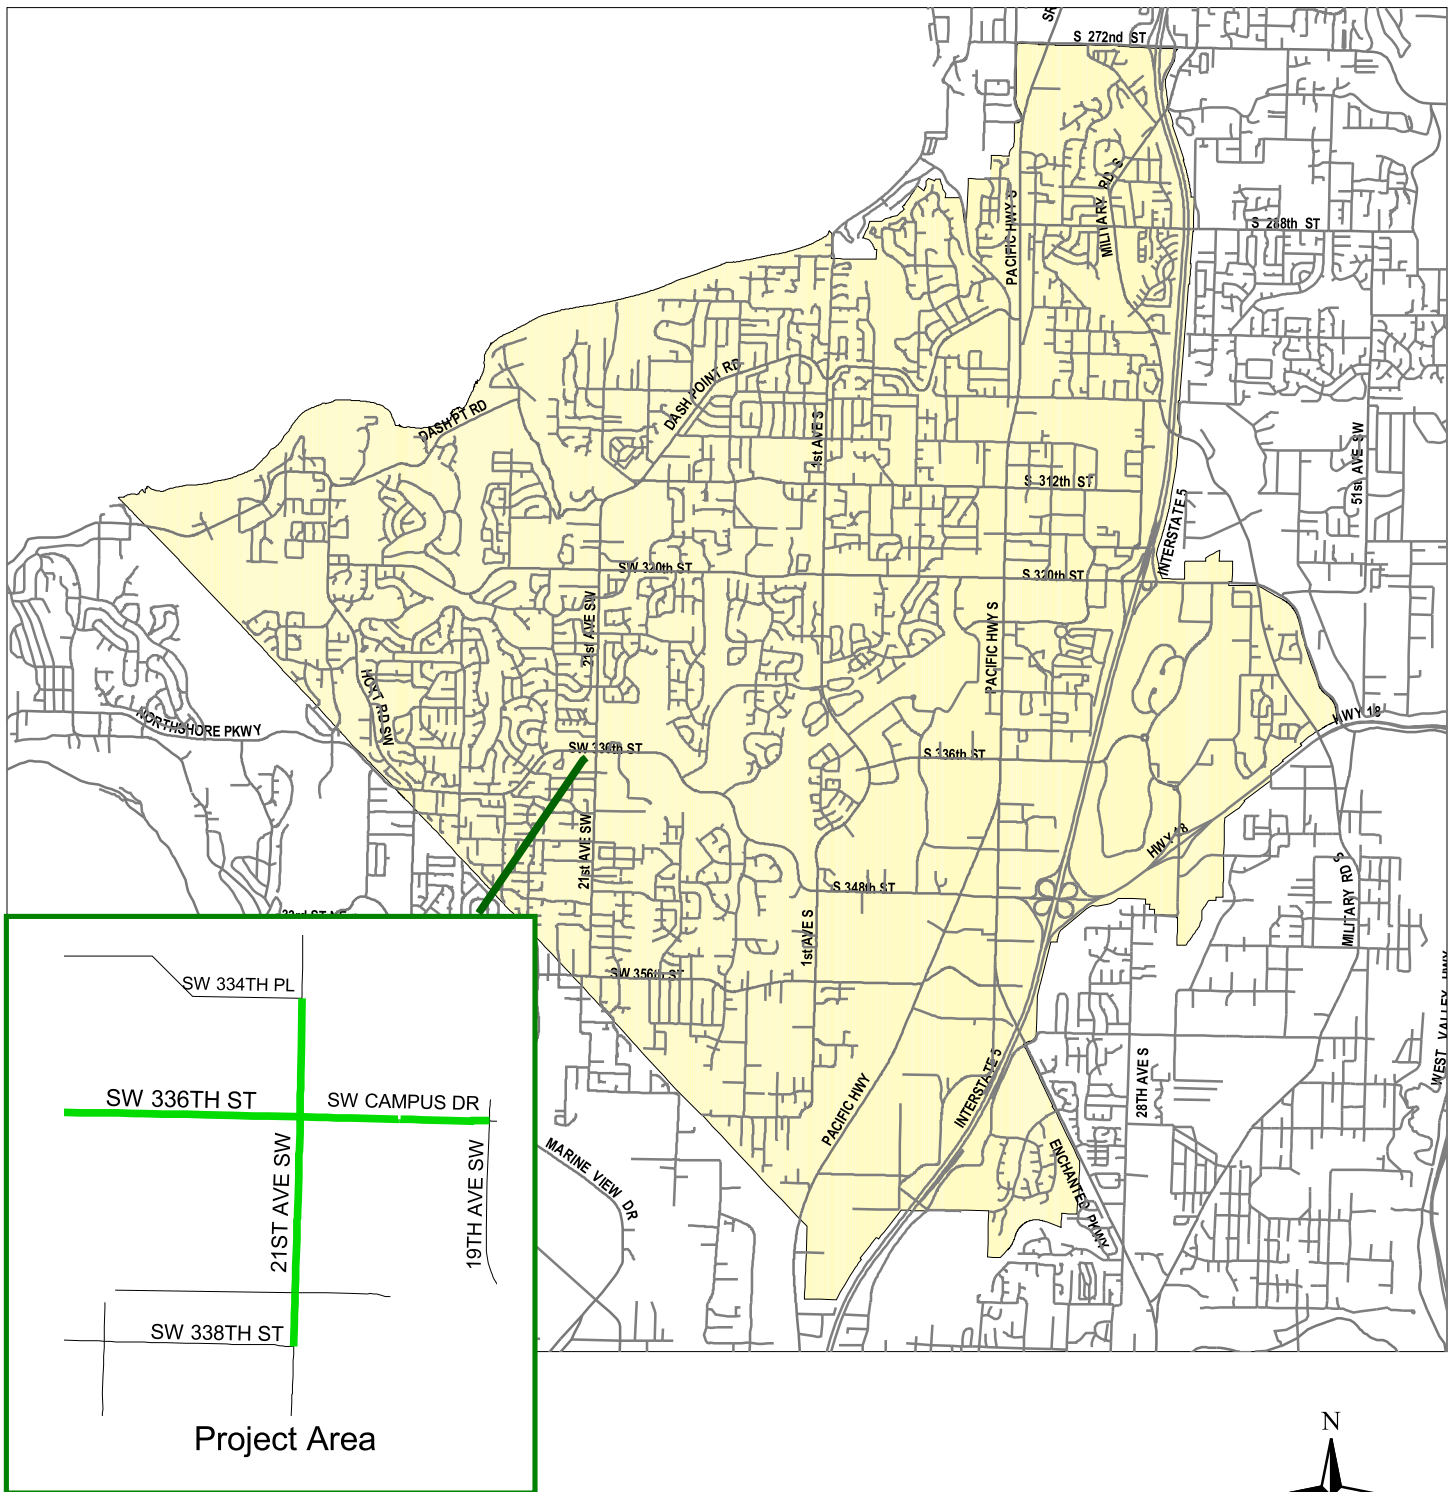 SR
S 272nd ST
S 288th ST
PACIFIC HWY S
MILITARY RD S
DASH POINT RD
DASH PT RD
1st AVE S
51st AVE SW
S 312th ST
INTERSTATE 5
SW 320th ST
S 320th ST
21st AVE SW
PACIFIC HWY S
HOYT RD SW
NORTHSHORE PKWY
HWY 18
SW 336th ST
S 336th ST
HWY 18
21st AVE SW
S 348th ST
MILITARY RD S
1st AVE S
SW 356th ST
WEST VALLEY HWY
INTERSTATE 5
28TH AVE S
PACIFIC HWY
ENCHANTED PKWY
MARINE VIEW DR
SW 334TH PL
SW 336TH ST
SW CAMPUS DR
21ST AVE SW
19TH AVE SW
SW 338TH ST
Project Area
N